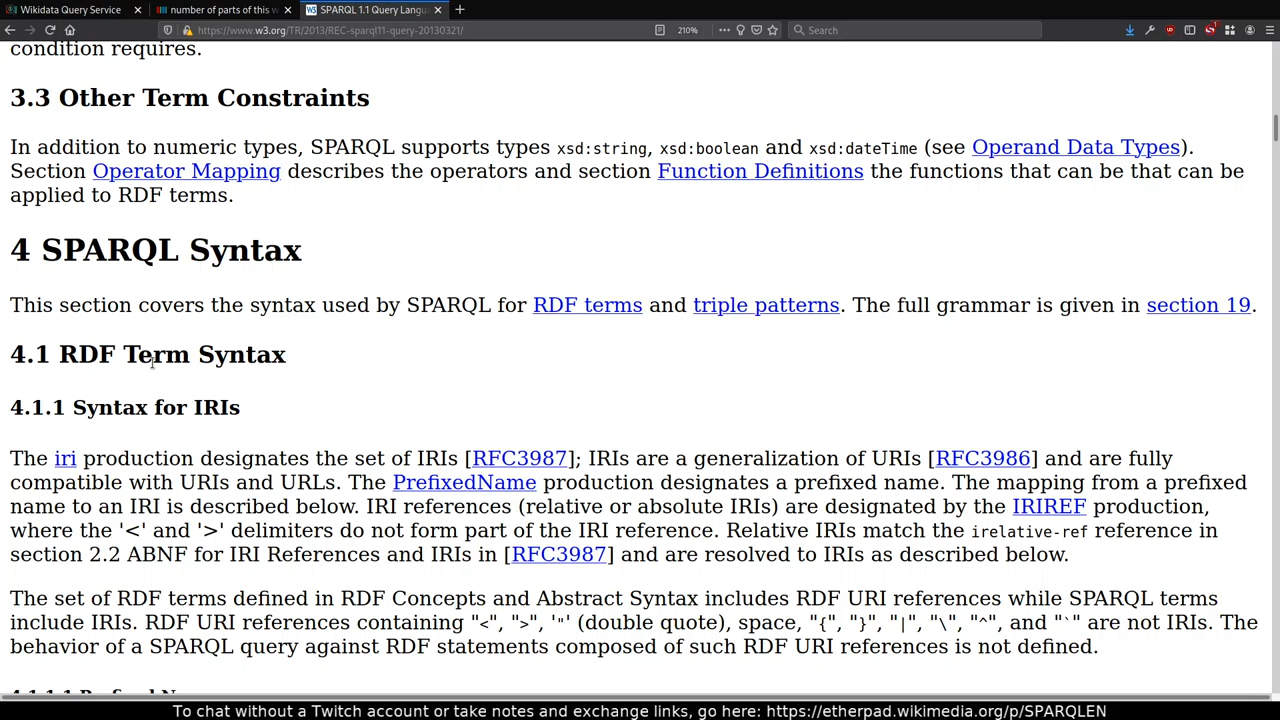 Wikidata Query Service
number of parts of this w
SPARQL 1.1 Query Langu
https://www.w3.org/TR/2013/REC-sparql11-query-20130321/
210%
Search
condition requires.
3.3 Other Term Constraints
In addition to numeric types, SPARQL supports types xsd:string, xsd:boolean and xsd:dateTime (see Operand Data Types).
Section Operator Mapping describes the operators and section Function Definitions the functions that can be that can be
applied to RDF terms.
4 SPARQL Syntax
This section covers the syntax used by SPARQL for RDF terms and triple patterns. The full grammar is given in section 19.
4.1 RDF Term Syntax
4.1.1 Syntax for IRIs
The iri production designates the set of IRIs [RFC3987]; IRIs are a generalization of URIs [RFC3986] and are fully
compatible with URIs and URLs. The PrefixedName production designates a prefixed name. The mapping from a prefixed
name to an IRI is described below. IRI references (relative or absolute IRIs) are designated by the IRIREF production,
where the '<' and '>' delimiters do not form part of the IRI reference. Relative IRIs match the irelative-ref reference in
section 2.2 ABNF for IRI References and IRIs in [RFC3987] and are resolved to IRIs as described below.
The set of RDF terms defined in RDF Concepts and Abstract Syntax includes RDF URI references while SPARQL terms
include IRIs. RDF URI references containing "<", ">", '"' (double quote), space, "{", "}", "|", "\", "^", and "`" are not IRIs. The
behavior of a SPARQL query against RDF statements composed of such RDF URI references is not defined.
To chat without a Twitch account or take notes and exchange links, go here: https://etherpad.wikimedia.org/p/SPARQLEN